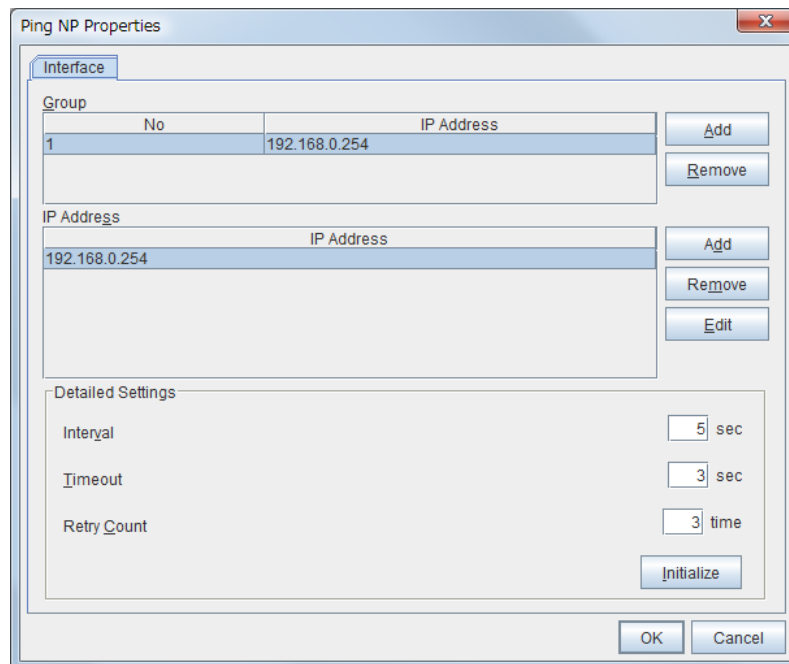 Ping NP Properties
Interface
Group
No IP Address
1 192.168.0.254
Add
Remove
IP Address
IP Address
192.168.0.254
Add
Remove
Edit
Detailed Settings
Interval 5 sec
Timeout 3 sec
Retry Count 3 time
Initialize
OK Cancel